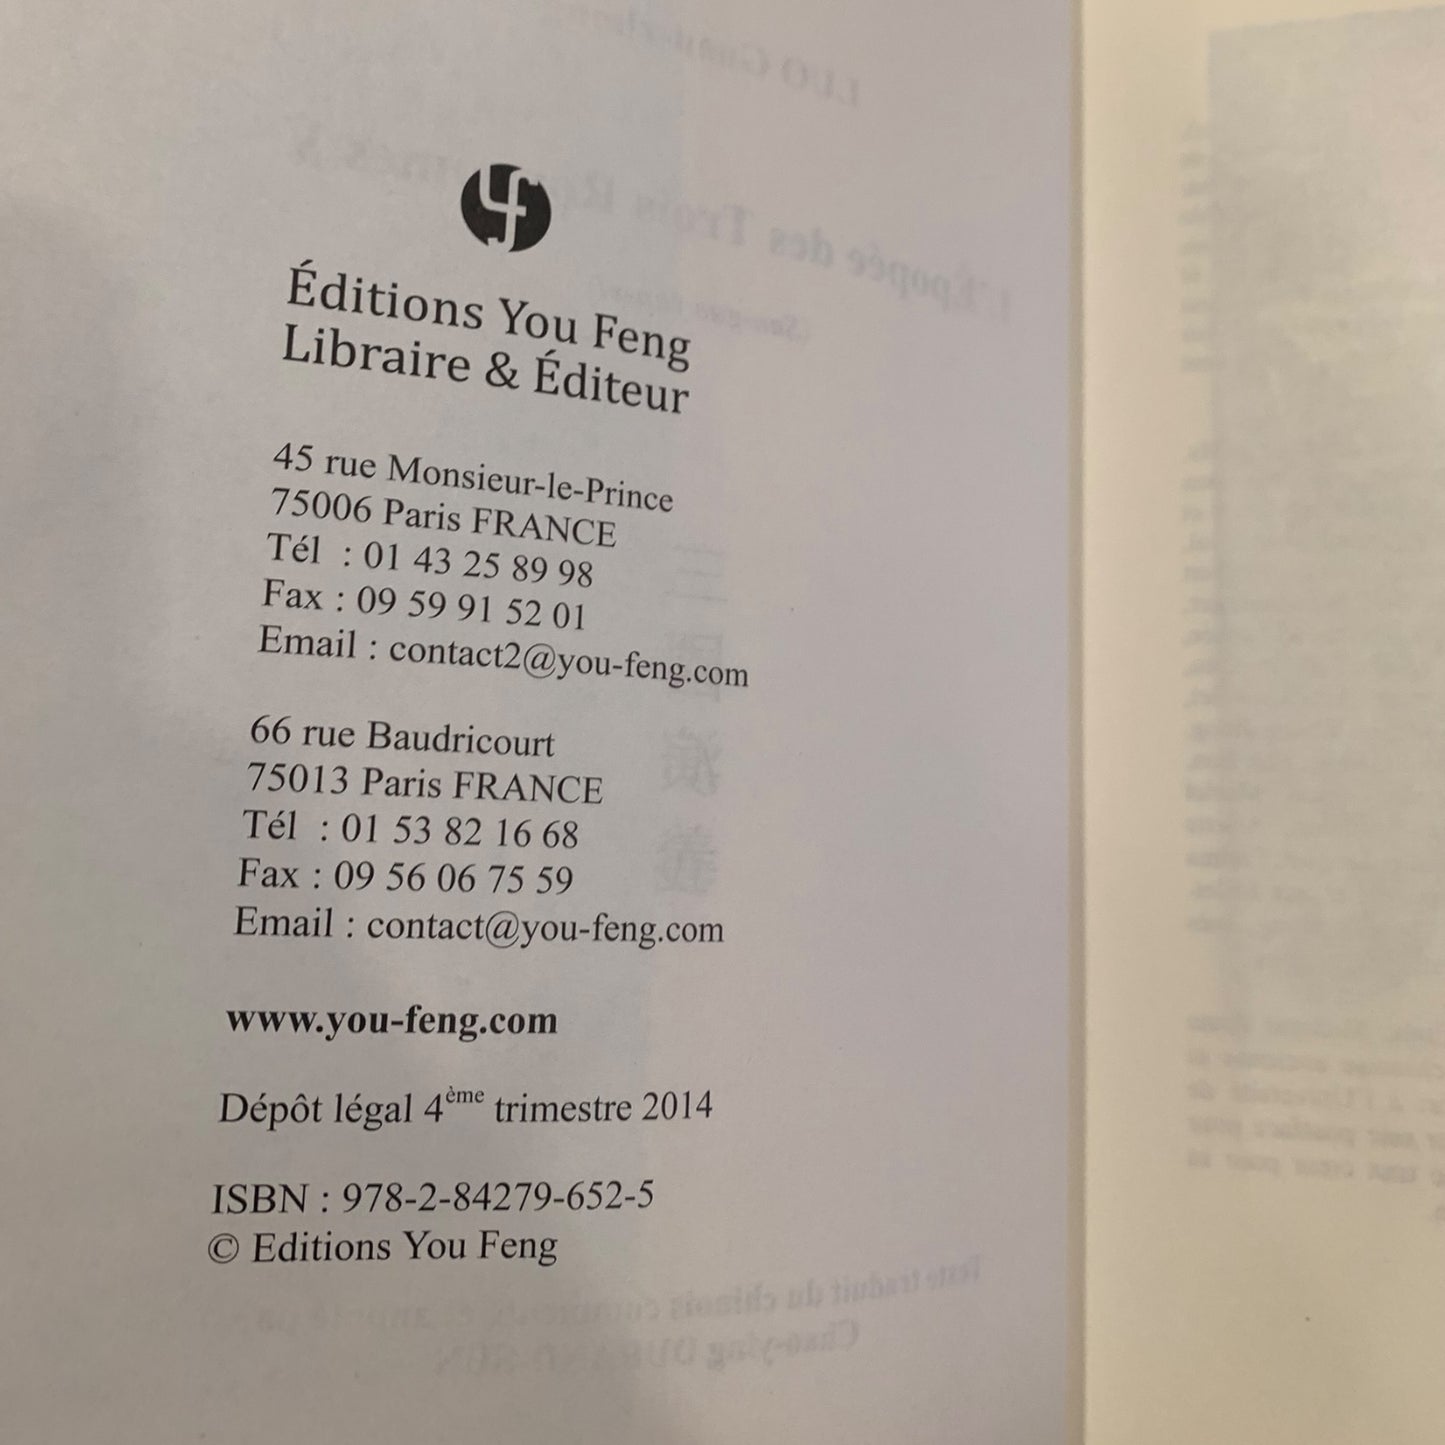 Éditions You Feng
Libraire & Éditeur
45 rue Monsieur-le-Prince
75006 Paris FRANCE
Tél : 01 43 25 89 98
Fax : 09 59 91 52 01
Email : contact2@you-feng.com
66 rue Baudricourt
75013 Paris FRANCE
Tél : 01 53 82 16 68
Fax : 09 56 06 75 59
Email : contact@you-feng.com
www.you-feng.com
Dépôt légal 4ème trimestre 2014
ISBN : 978-2-84279-652-5
© Editions You Feng